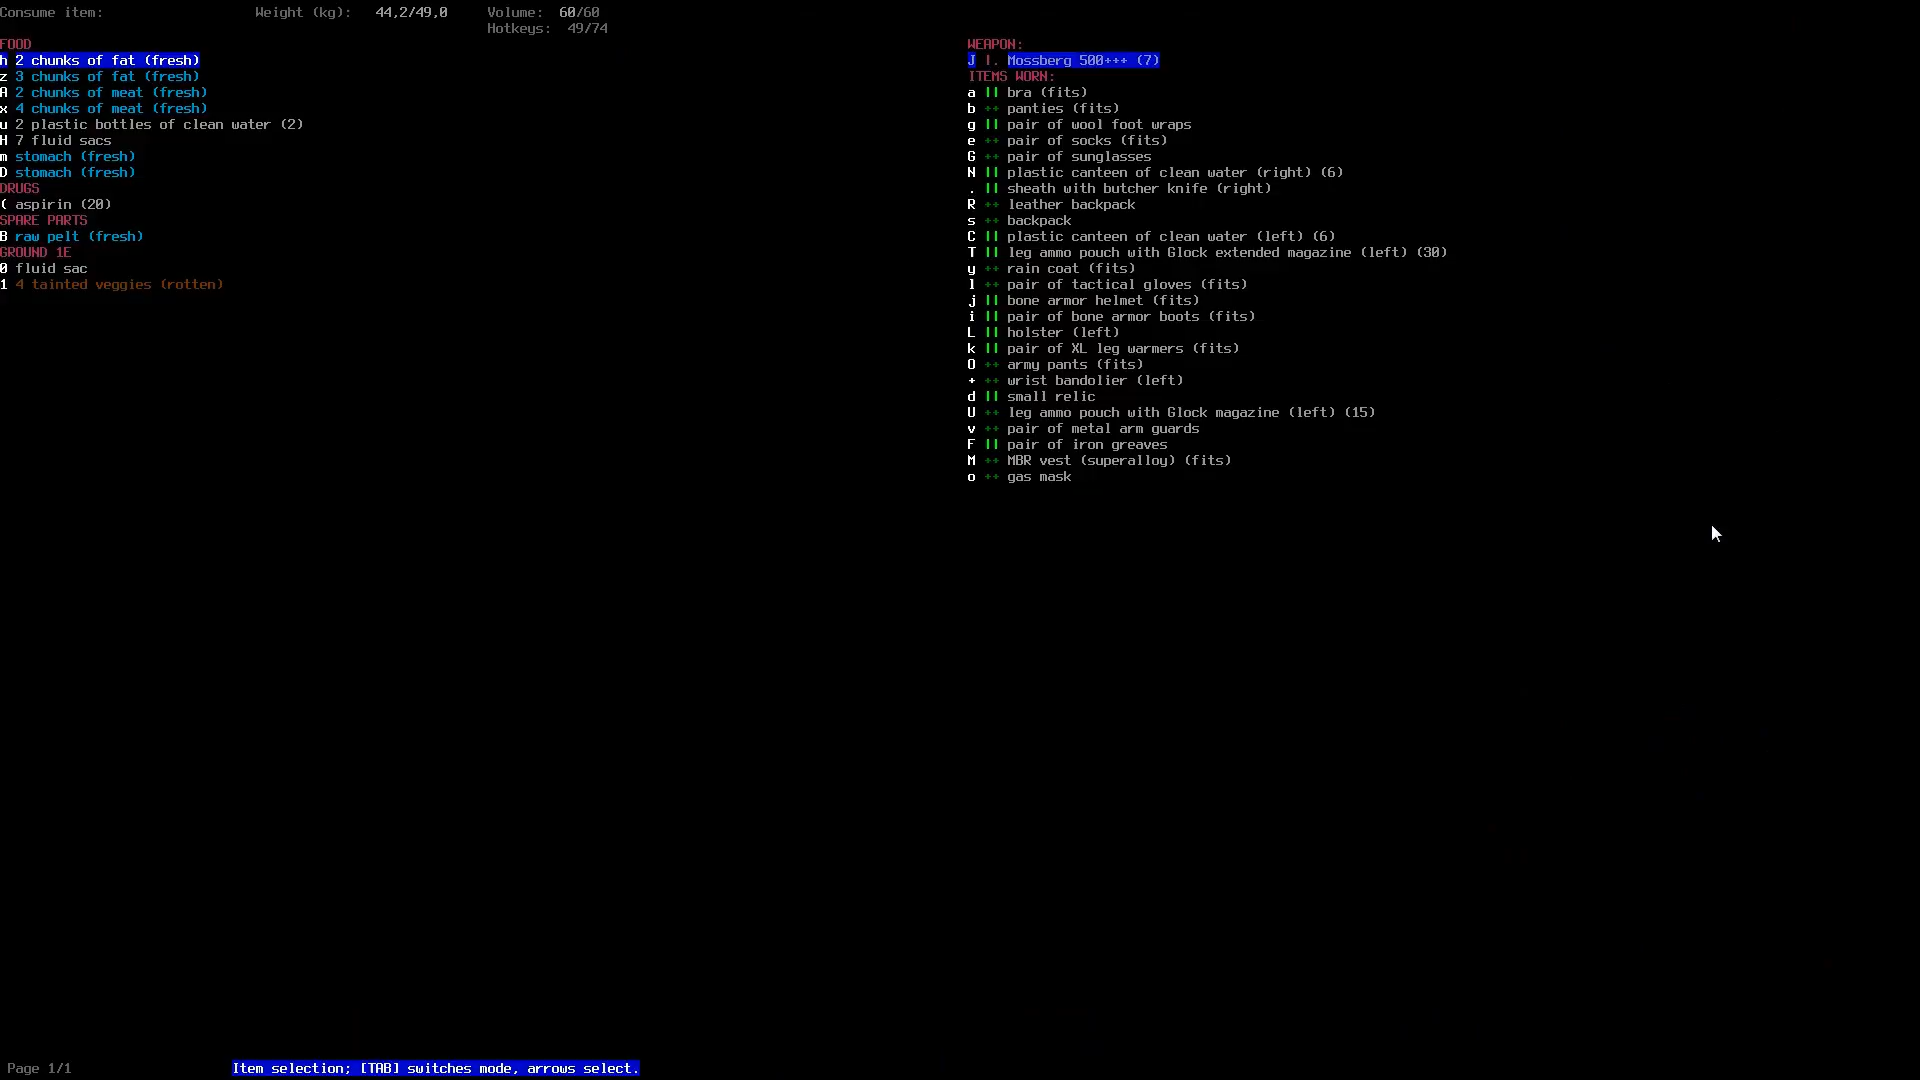 Consume item: Weight (kg): 44,2/49,0 Volume: 60/60
Hotkeys: 49/74
FOOD
h 2 chunks of fat (fresh)
z 3 chunks of fat (fresh)
A 2 chunks of meat (fresh)
x 4 chunks of meat (fresh)
u 2 plastic bottles of clean water (2)
H 7 fluid sacs
m stomach (fresh)
D stomach (fresh)
DRUGS
( aspirin (20)
SPARE PARTS
B raw pelt (fresh)
GROUND 1E
0 fluid sac
1 4 tainted veggies (rotten)
WEAPON:
J |. Mossberg 500+++ (7)
ITEMS WORN:
a || bra (fits)
b ++ panties (fits)
g || pair of wool foot wraps
e ++ pair of socks (fits)
G ++ pair of sunglasses
N || plastic canteen of clean water (right) (6)
. || sheath with butcher knife (right)
R ++ leather backpack
s ++ backpack
C || plastic canteen of clean water (left) (6)
T || leg ammo pouch with Glock extended magazine (left) (30)
y ++ rain coat (fits)
l ++ pair of tactical gloves (fits)
j || bone armor helmet (fits)
i || pair of bone armor boots (fits)
L || holster (left)
k || pair of XL leg warmers (fits)
O ++ army pants (fits)
+ ++ wrist bandolier (left)
d || small relic
U ++ leg ammo pouch with Glock magazine (left) (15)
v ++ pair of metal arm guards
F || pair of iron greaves
M ++ MBR vest (superalloy) (fits)
o ++ gas mask
Page 1/1 Item selection; [TAB] switches mode, arrows select.